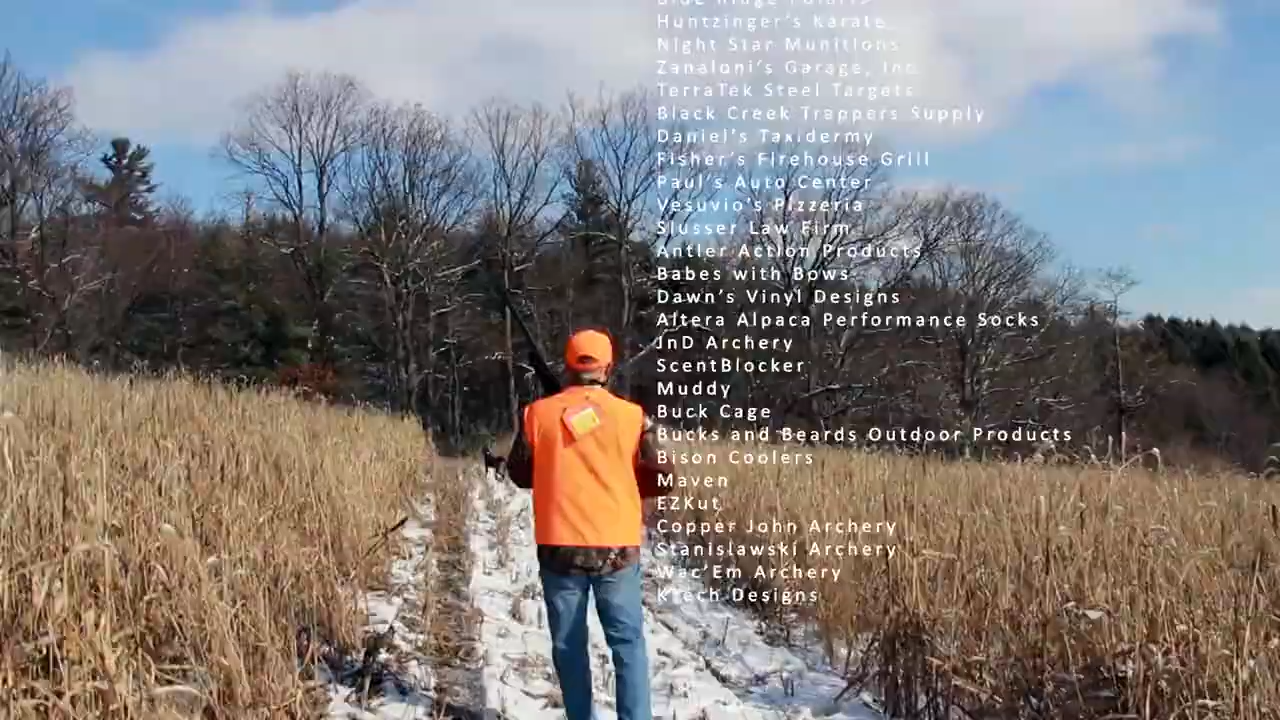 Huntzinger's Karate
Night Star Munitions
Zanaloni's Garage, Inc
TerraTek Steel Targets
Black Creek Trappers Supply
Daniel's Taxidermy
Fisher's Firehouse Grill
Paul's Auto Center
Vesuvio's Pizzeria
Slusser Law Firm
Antler Action Products
Babes with Bows
Dawn's Vinyl Designs
Altera Alpaca Performance Socks
JnD Archery
ScentBlocker
Muddy
Buck Cage
Bucks and Beards Outdoor Products
Bison Coolers
Maven
EZKut
Copper John Archery
Stanislawski Archery
Wac'Em Archery
KTech Designs